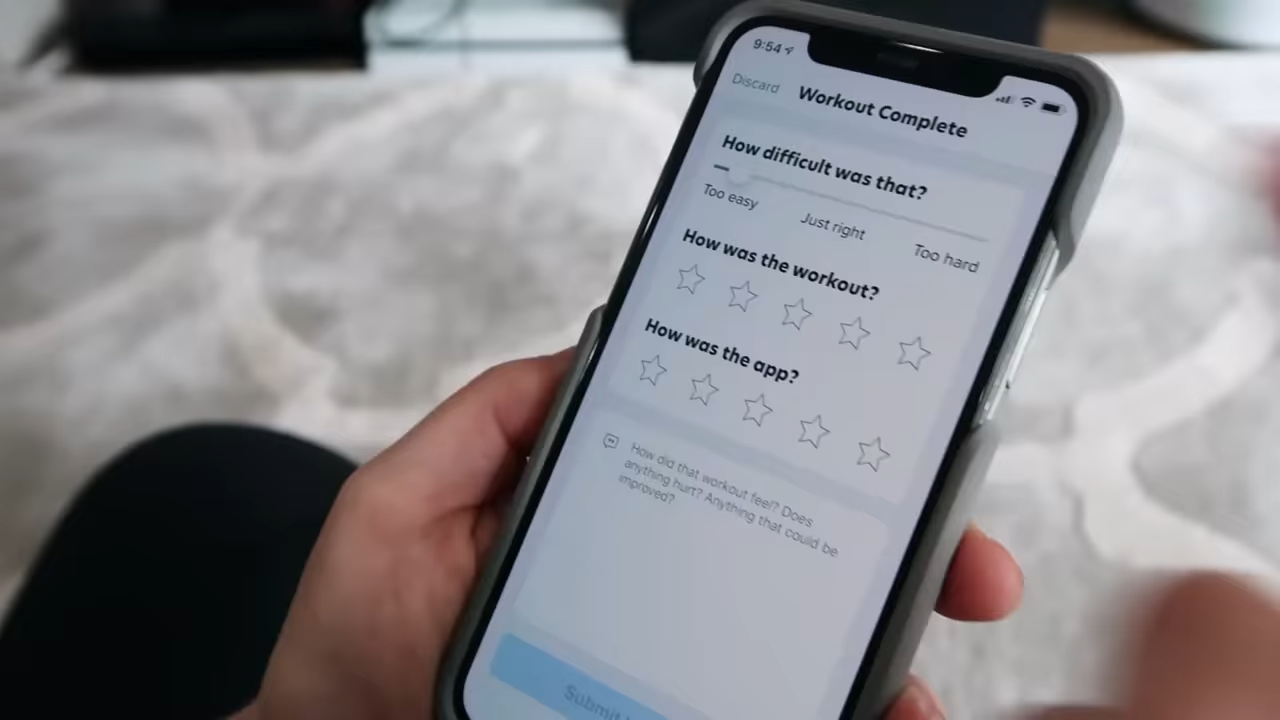 9:54
Discard Workout Complete
How difficult was that?
Too easy Just right Too hard
How was the workout?
How was the app?
How did that workout feel? Does
anything hurt? Anything that could be
improved?
Submit